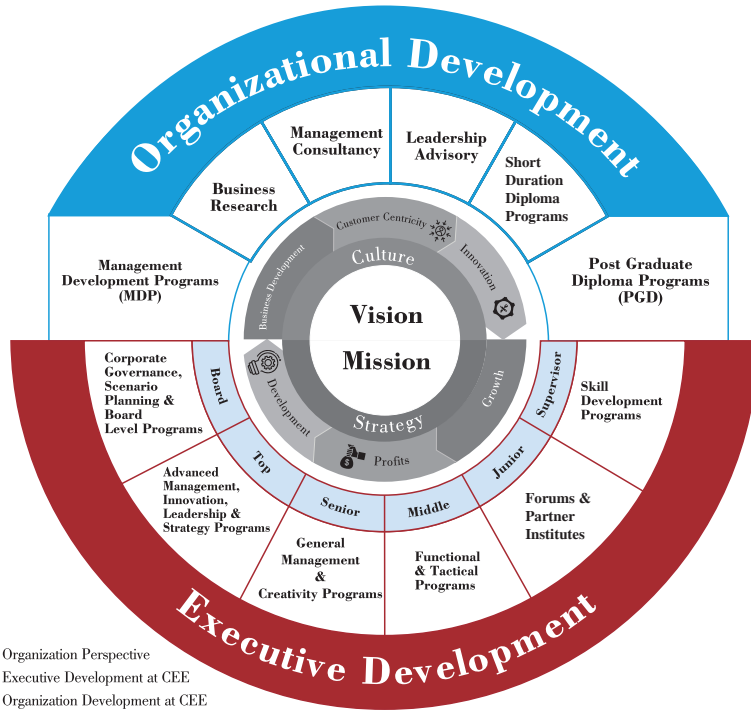 Organizational Development
Management
Consultancy
Leadership
Advisory
Business
Research
Short
Duration
Diploma
Programs
Management
Development Programs
(MDP)
Post Graduate
Diploma Programs
(PGD)
Customer Centricity
Business Development
Innovation
Culture
Vision
Mission
Strategy
Development
Profits
Growth
Board
Top
Senior
Middle
Junior
Supervisor
Corporate
Governance,
Scenario
Planning &
Board
Level Programs
Advanced
Management,
Innovation,
Leadership &
Strategy Programs
General
Management
&
Creativity Programs
Functional
& Tactical
Programs
Forums &
Partner
Institutes
Skill
Development
Programs
Executive Development
Organization Perspective
Executive Development at CEE
Organization Development at CEE